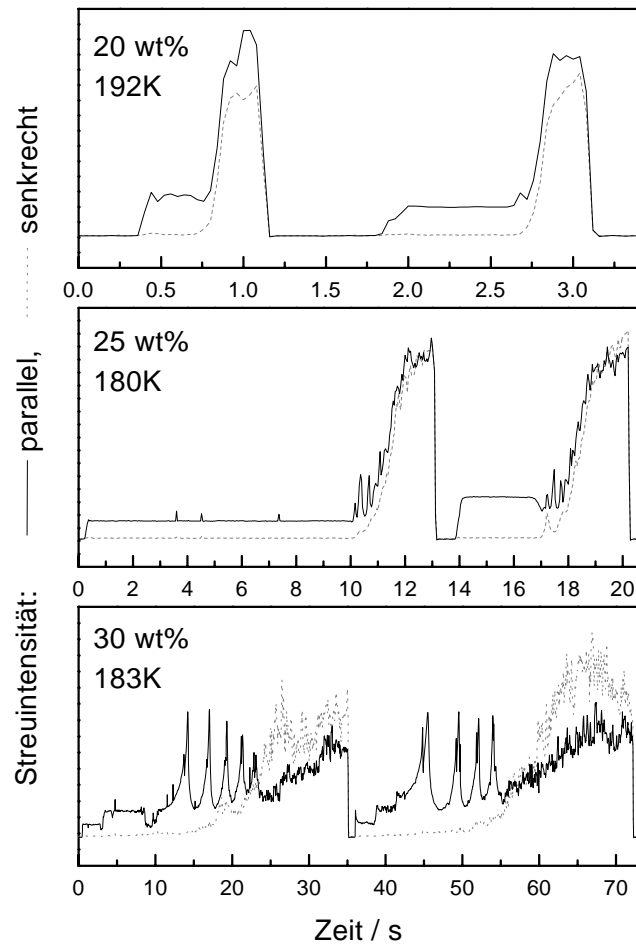 20 wt%
192K
0.0 0.5 1.0 1.5 2.0 2.5 3.0
25 wt%
180K
0 2 4 6 8 10 12 14 16 18 20
30 wt%
183K
0 10 20 30 40 50 60 70
Zeit / s
Streuintensität: parallel, senkrecht